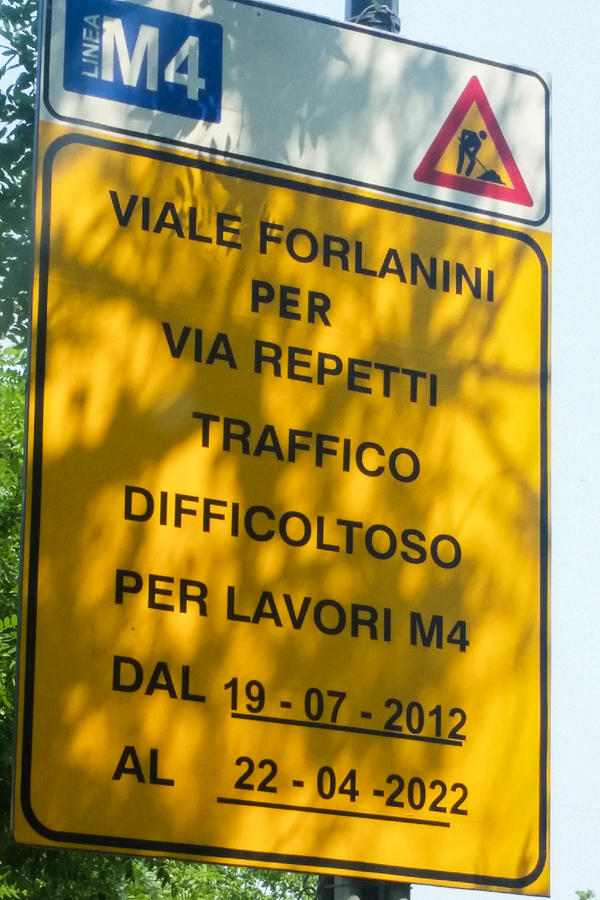 LINEA M4
VIALE FORLANINI
PER
VIA REPETTI
TRAFFICO
DIFFICOLTOSO
PER LAVORI M4
DAL 19 - 07 - 2012
AL 22 - 04 -2022